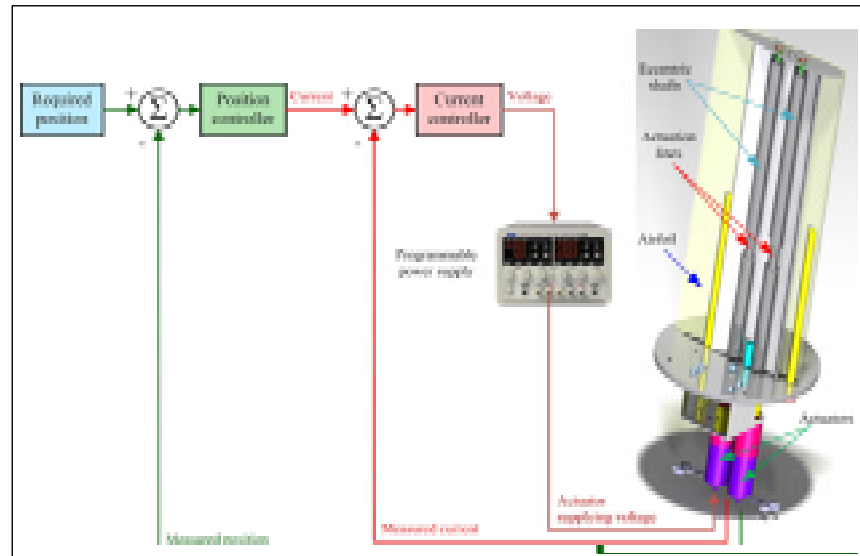 Required
position
+
Σ
-
Position
controller
Current
+
Σ
-
Current
controller
Voltage
Programmable
power supply
Eccentric
shafts
Actuation
lines
Airfoil
Actuators
Actuator
supplying voltage
Measured current
Measured position